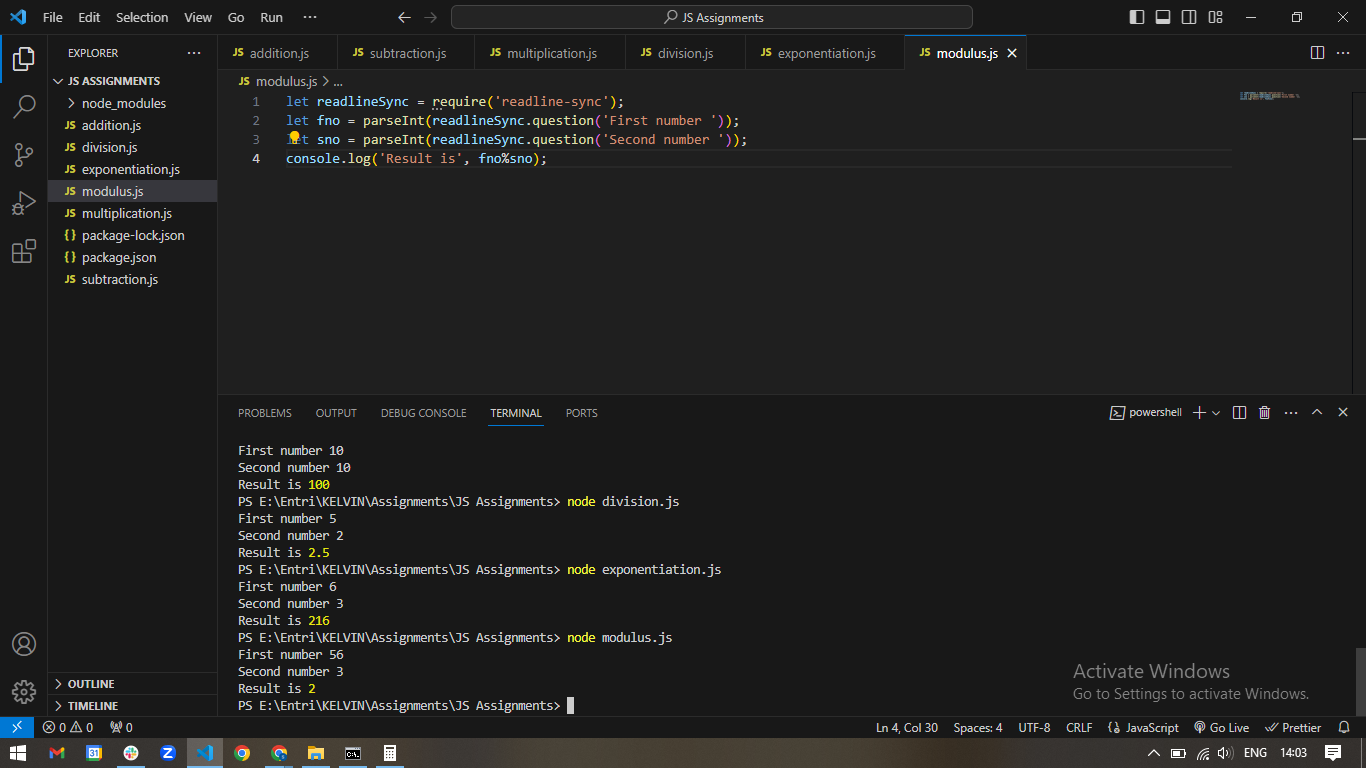 File Edit Selection View Go Run ··· JS Assignments
EXPLORER ···
JS ASSIGNMENTS
node_modules
JS addition.js
JS division.js
JS exponentiation.js
JS modulus.js
JS multiplication.js
{} package-lock.json
{} package.json
JS subtraction.js
OUTLINE
TIMELINE
JS addition.js JS subtraction.js JS multiplication.js JS division.js JS exponentiation.js JS modulus.js
JS modulus.js > ...
1 let readlineSync = require('readline-sync');
2 let fno = parseInt(readlineSync.question('First number '));
3 let sno = parseInt(readlineSync.question('Second number '));
4 console.log('Result is', fno%sno);
PROBLEMS OUTPUT DEBUG CONSOLE TERMINAL PORTS powershell
First number 10
Second number 10
Result is 100
PS E:\Entri\KELVIN\Assignments\JS Assignments> node division.js
First number 5
Second number 2
Result is 2.5
PS E:\Entri\KELVIN\Assignments\JS Assignments> node exponentiation.js
First number 6
Second number 3
Result is 216
PS E:\Entri\KELVIN\Assignments\JS Assignments> node modulus.js
First number 56
Second number 3
Result is 2
PS E:\Entri\KELVIN\Assignments\JS Assignments>
Activate Windows
Go to Settings to activate Windows.
0 0 0 Ln 4, Col 30 Spaces: 4 UTF-8 CRLF {} JavaScript Go Live Prettier
31 Z C:\ ENG 14:03